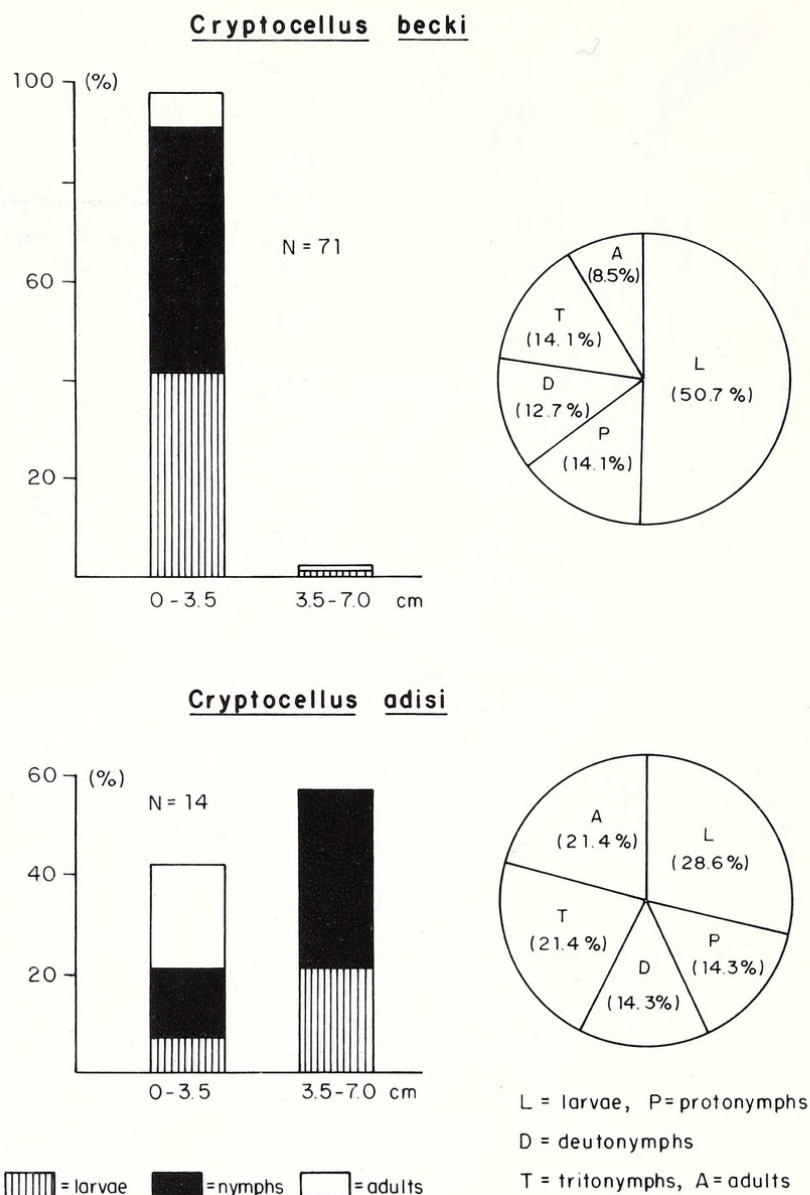 Cryptocellus becki
100 (%)
N = 71
60
20
0-3.5 3.5-7.0 cm
A
(8.5%)
T
(14.1%)
L
(50.7%)
D
(12.7%)
P
(14.1%)
Cryptocellus adisi
60 (%)
N = 14
40
20
0-3.5 3.5-7.0 cm
A
(21.4%)
L
(28.6%)
T
(21.4%)
P
(14.3%)
D
(14.3%)
L = larvae, P= protonymphs
D = deutonymphs
T = tritonymphs, A= adults
= larvae = nymphs = adults